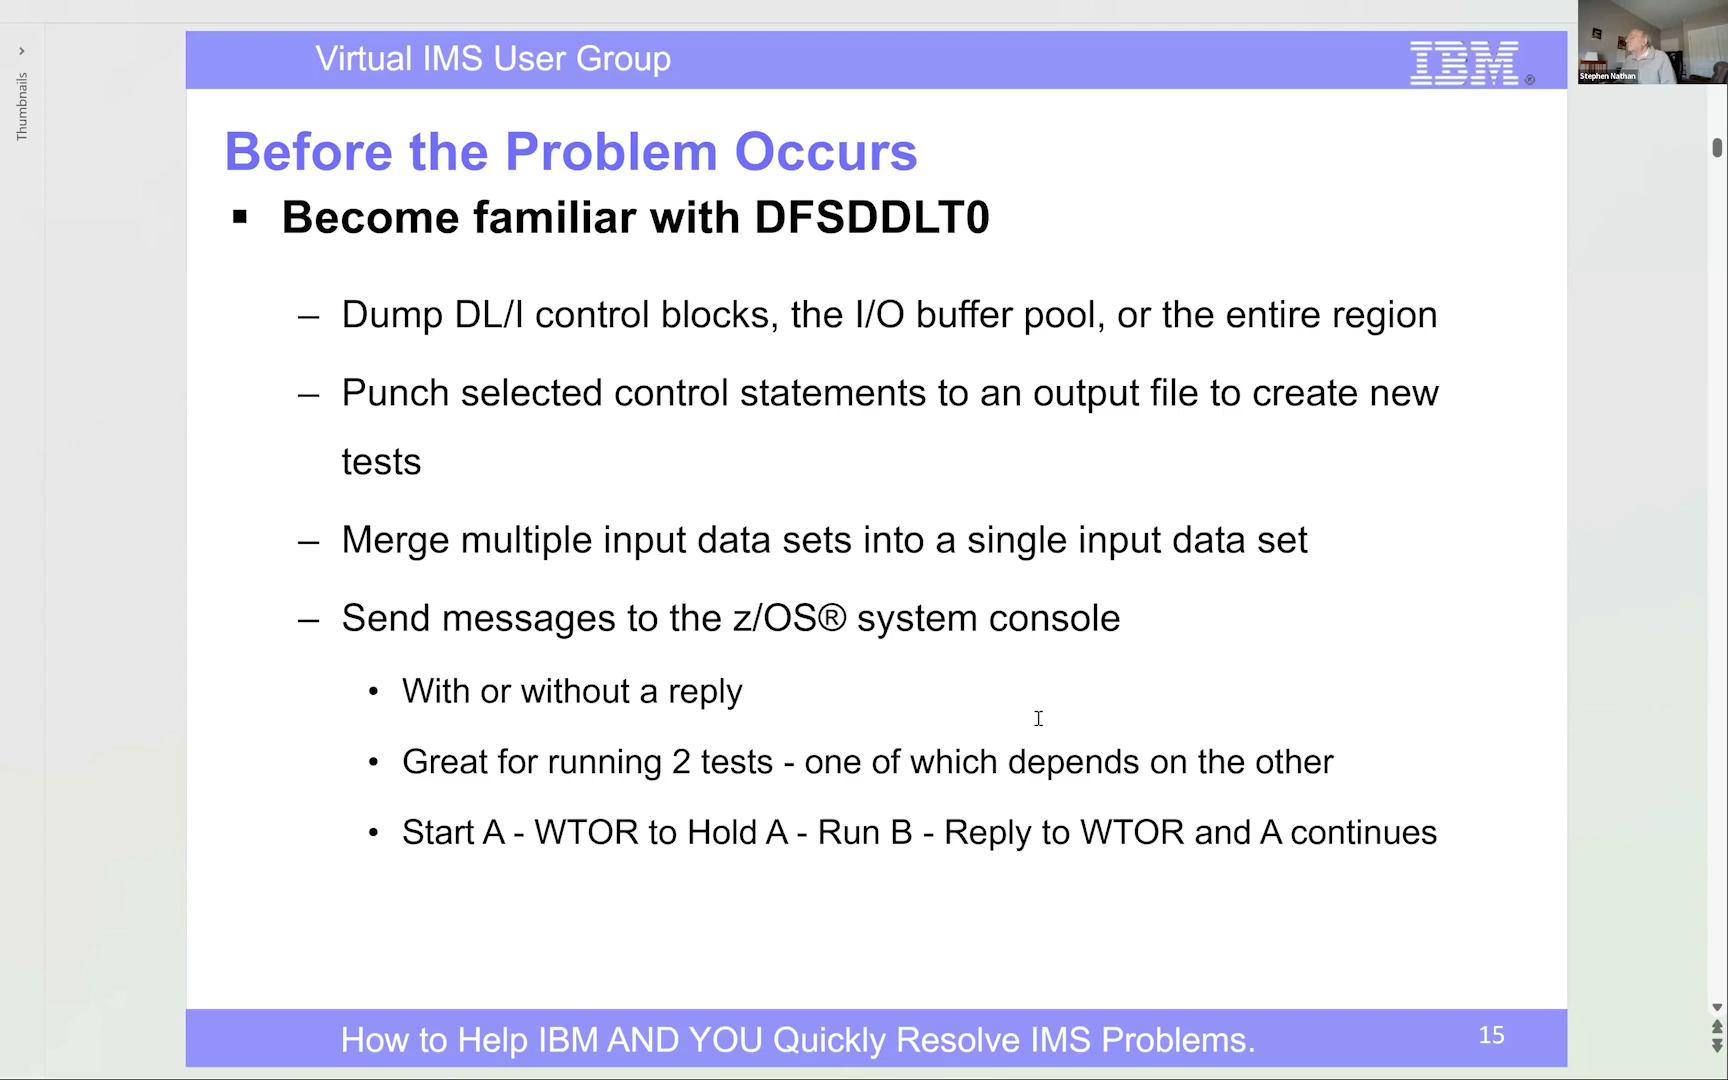 Virtual IMS User Group
IBM®
Stephen Nathan
Thumbnails
Before the Problem Occurs
▪ Become familiar with DFSDDLT0
– Dump DL/I control blocks, the I/O buffer pool, or the entire region
– Punch selected control statements to an output file to create new
tests
– Merge multiple input data sets into a single input data set
– Send messages to the z/OS® system console
• With or without a reply
• Great for running 2 tests - one of which depends on the other
• Start A - WTOR to Hold A - Run B - Reply to WTOR and A continues
How to Help IBM AND YOU Quickly Resolve IMS Problems.
15